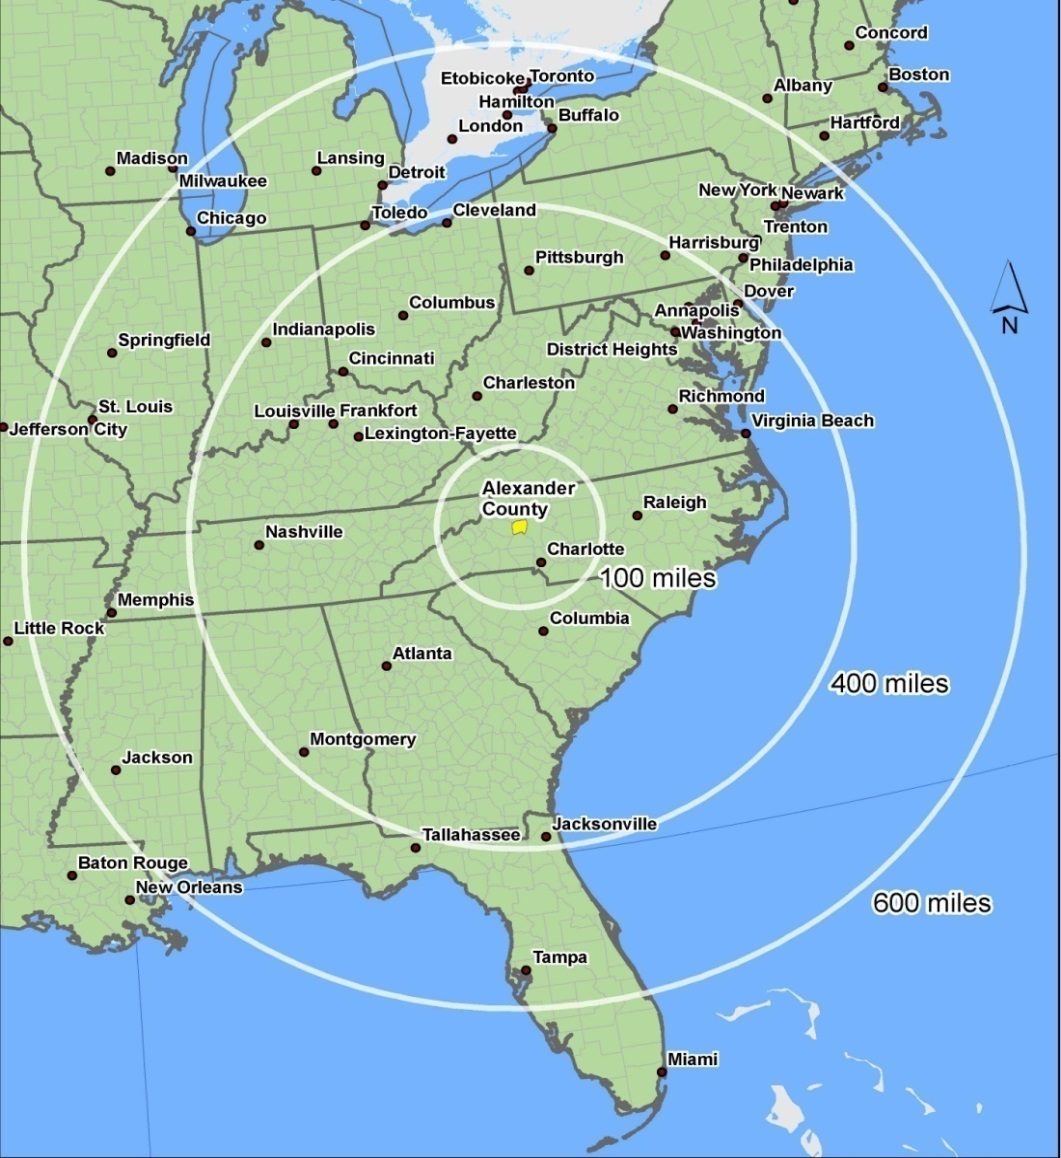 Concord
Boston
Etobicoke
Toronto
Albany
Hamilton
Buffalo
Hartford
London
Madison
Lansing
Detroit
Milwaukee
New York
Newark
Chicago
Toledo
Cleveland
Trenton
Harrisburg
Pittsburgh
Philadelphia
Dover
Columbus
Annapolis
N
Indianapolis
Washington
Springfield
District Heights
Cincinnati
Charleston
Richmond
St. Louis
Louisville
Frankfort
Virginia Beach
Jefferson City
Lexington-Fayette
Alexander
County
Raleigh
Nashville
Charlotte
100 miles
Memphis
Columbia
Little Rock
Atlanta
400 miles
Montgomery
Jackson
Jacksonville
Tallahassee
Baton Rouge
New Orleans
600 miles
Tampa
Miami